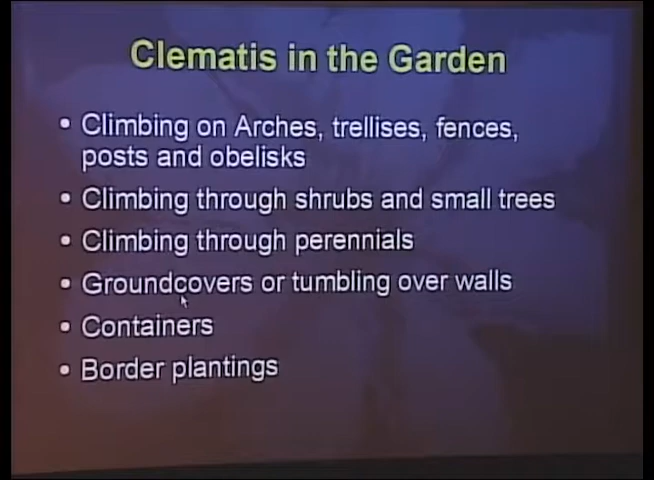 Clematis in the Garden
• Climbing on Arches, trellises, fences,
posts and obelisks
• Climbing through shrubs and small trees
• Climbing through perennials
• Groundcovers or tumbling over walls
• Containers
• Border plantings